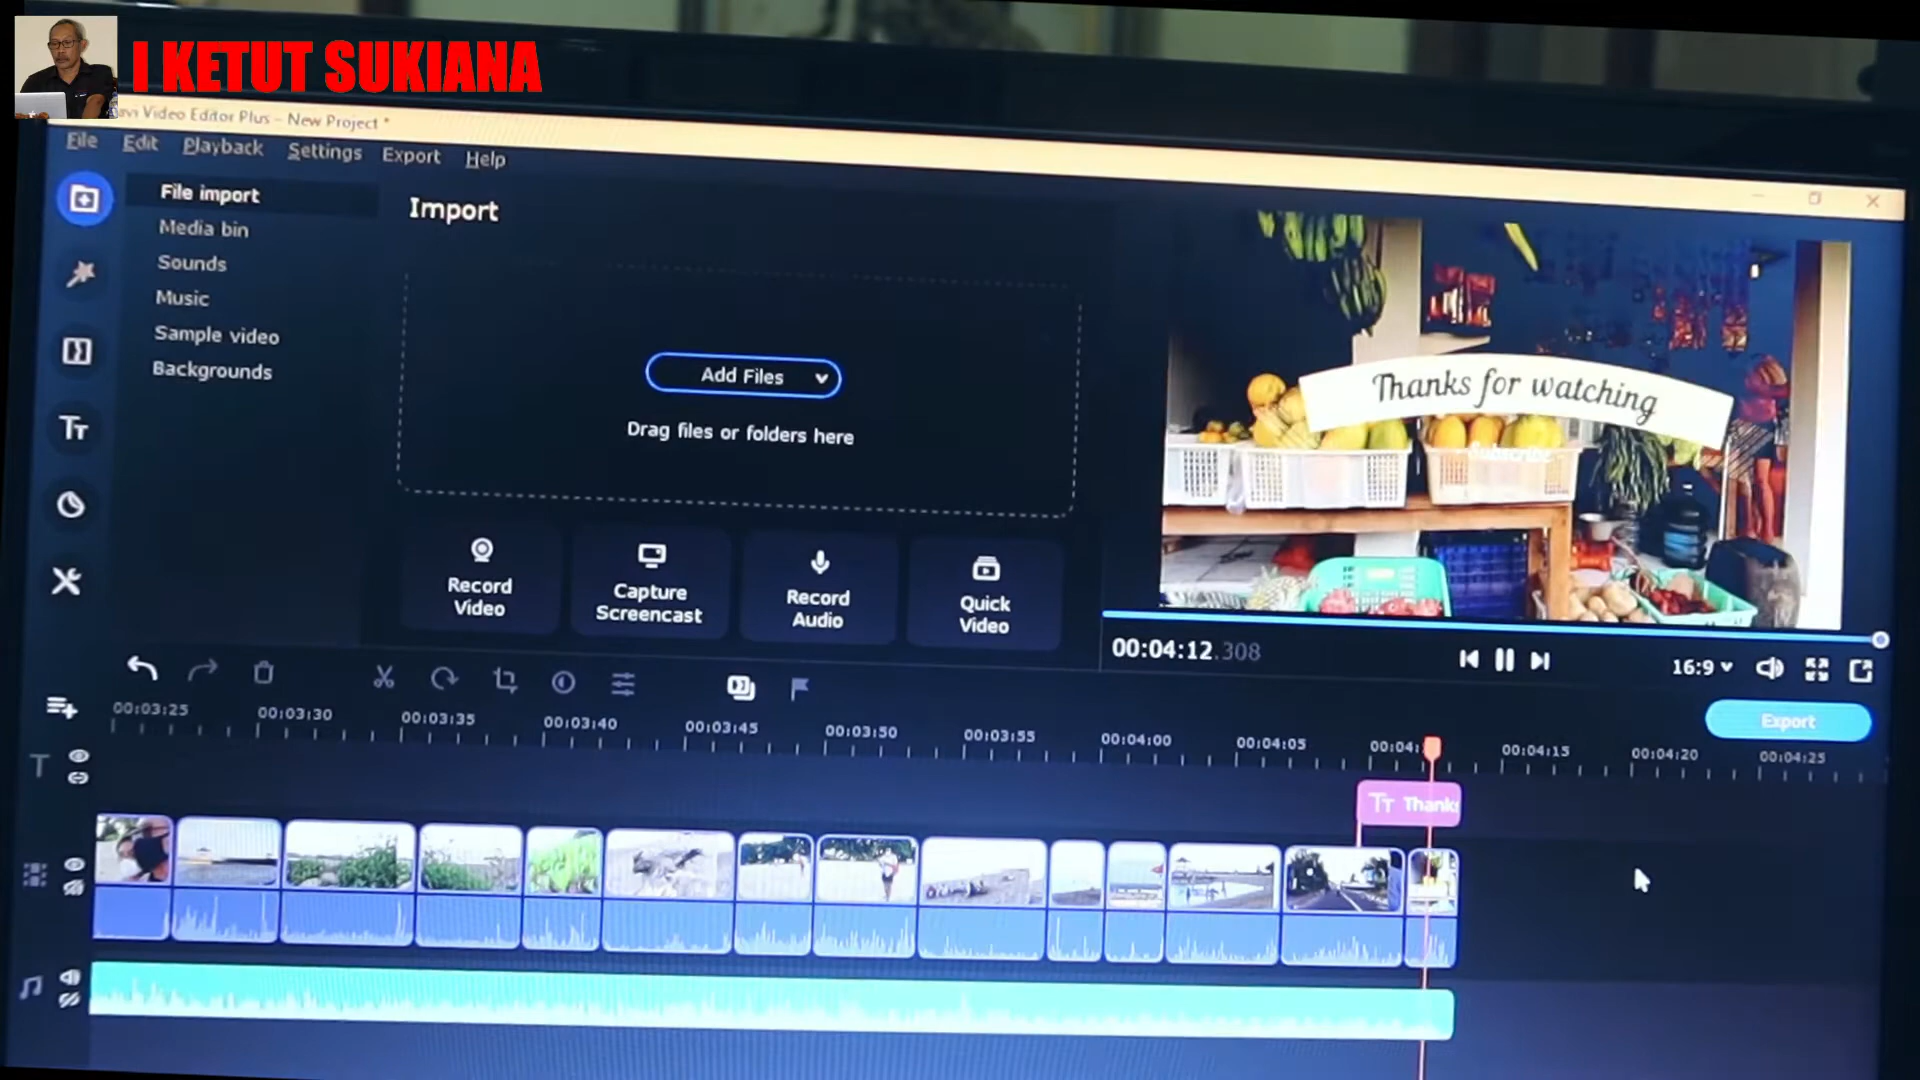 I KETUT SUKIANA
Video Editor Plus – New Project *
File Edit Playback Settings Export Help
File import
Media bin
Sounds
Music
Sample video
Backgrounds
Import
Add Files
Drag files or folders here
Record Video
Capture Screencast
Record Audio
Quick Video
Thanks for watching
Subscribe
00:04:12.308
16:9
Export
00:03:25 00:03:30 00:03:35 00:03:40 00:03:45 00:03:50 00:03:55 00:04:00 00:04:05 00:04: 00:04:15 00:04:20 00:04:25
Thanks